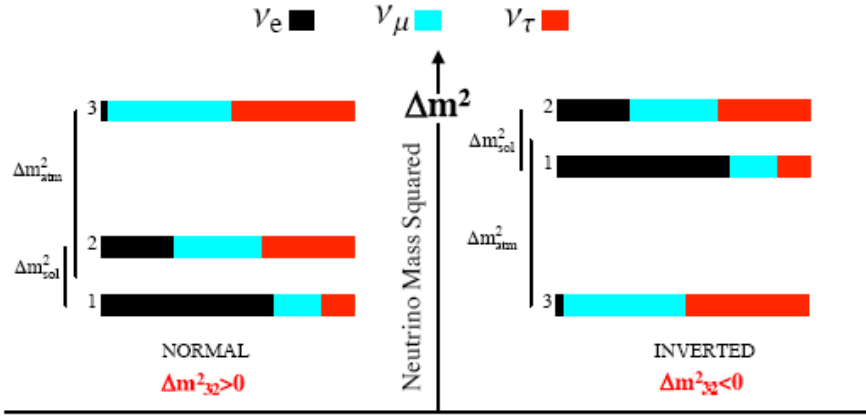 νe νμ ντ
Δm²
Neutrino Mass Squared
3
Δm²atm
2
Δm²sol
1
NORMAL
Δm²32>0
2
Δm²sol
1
Δm²atm
3
INVERTED
Δm²32<0